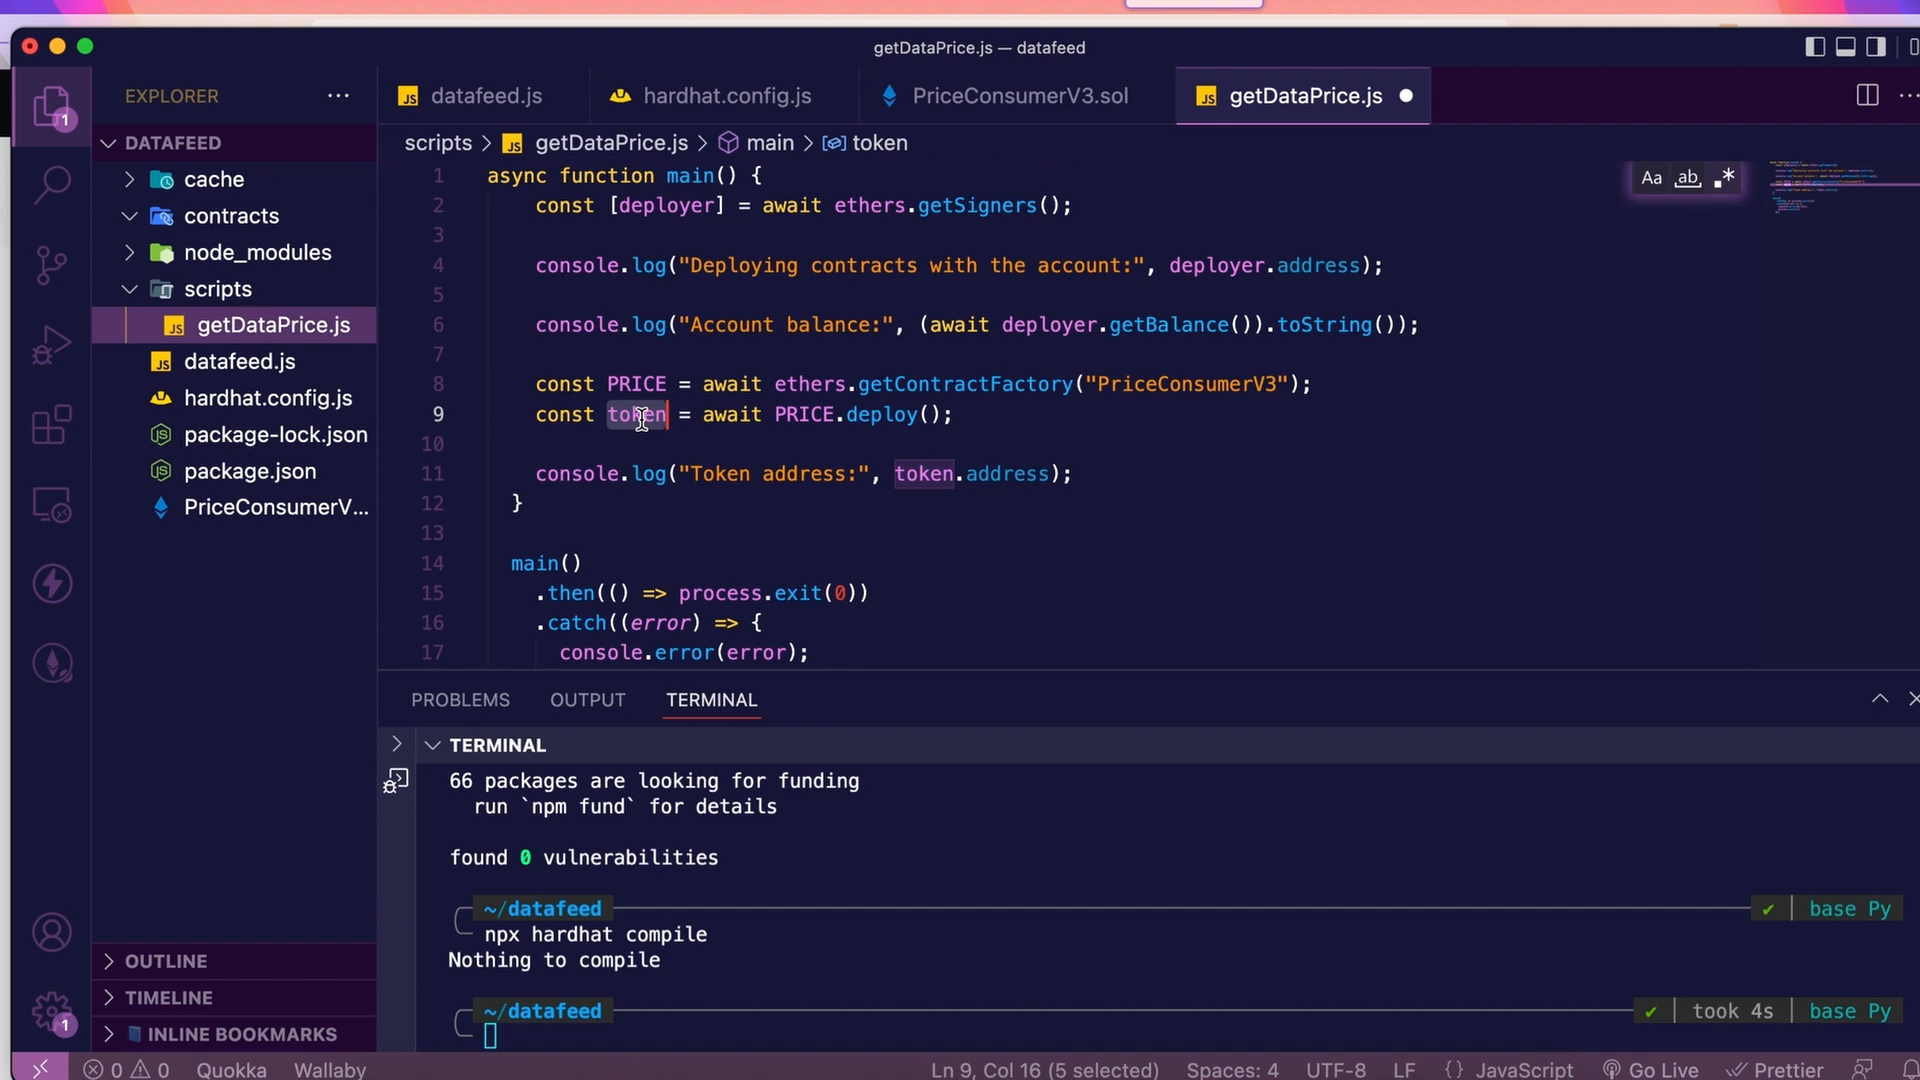 getDataPrice.js — datafeed
1
EXPLORER
datafeed.js
hardhat.config.js
PriceConsumerV3.sol
getDataPrice.js
DATAFEED
cache
contracts
node_modules
scripts
getDataPrice.js
datafeed.js
hardhat.config.js
package-lock.json
package.json
PriceConsumerV...
OUTLINE
TIMELINE
INLINE BOOKMARKS
1
scripts > getDataPrice.js > main > token
Aa ab .*
1 async function main() {
2 const [deployer] = await ethers.getSigners();
3
4 console.log("Deploying contracts with the account:", deployer.address);
5
6 console.log("Account balance:", (await deployer.getBalance()).toString());
7
8 const PRICE = await ethers.getContractFactory("PriceConsumerV3");
9 const token = await PRICE.deploy();
10
11 console.log("Token address:", token.address);
12 }
13
14 main()
15 .then(() => process.exit(0))
16 .catch((error) => {
17 console.error(error);
PROBLEMS OUTPUT TERMINAL
TERMINAL
66 packages are looking for funding
run `npm fund` for details
found 0 vulnerabilities
~/datafeed ✔ | base Py
npx hardhat compile
Nothing to compile
~/datafeed ✔ | took 4s | base Py
0 0 Quokka Wallaby Ln 9, Col 16 (5 selected) Spaces: 4 UTF-8 LF {} JavaScript Go Live Prettier